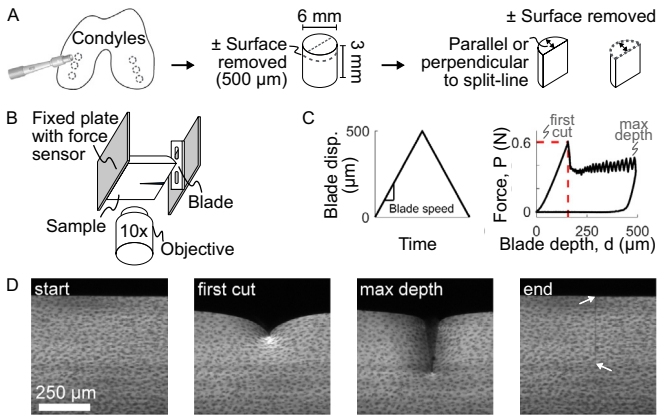 A
Condyles
± Surface
removed
(500 µm)
6 mm
3 mm
± Surface removed
Parallel or
perpendicular
to split-line
B
Fixed plate
with force
sensor
Blade
Sample
10x
Objective
C
Blade disp.
(µm)
500
0
Blade speed
Time
Force, P (N)
first
cut
max
depth
0.6
0
0
250
500
Blade depth, d (µm)
D
start
250 µm
first cut
max depth
end